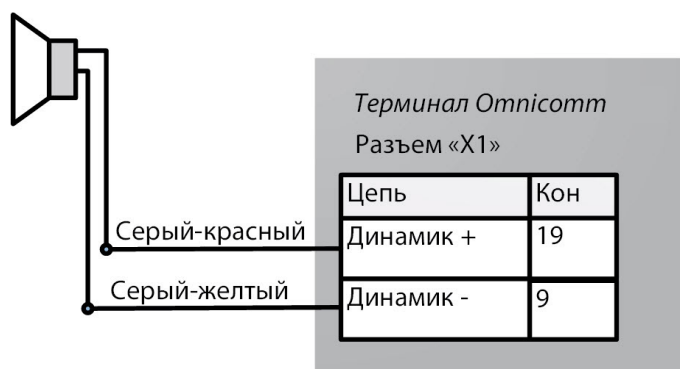 Терминал Omnicomm
Разъем «X1»
Цепь Кон
Серый-красный Динамик + 19
Серый-желтый Динамик - 9